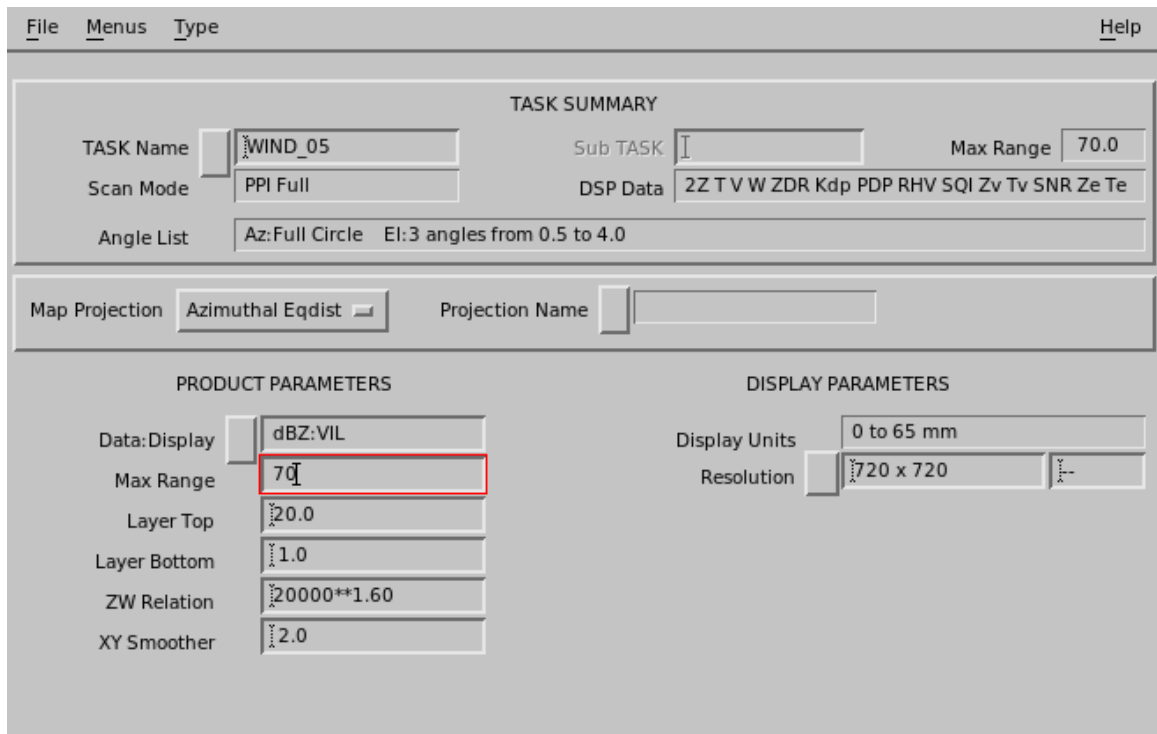 File Menus Type Help
TASK SUMMARY
TASK Name WIND_05 Sub TASK Max Range 70.0
Scan Mode PPI Full DSP Data 2Z T V W ZDR Kdp PDP RHV SQI Zv Tv SNR Ze Te
Angle List Az:Full Circle El:3 angles from 0.5 to 4.0
Map Projection Azimuthal Eqdist Projection Name
PRODUCT PARAMETERS DISPLAY PARAMETERS
Data:Display dBZ:VIL Display Units 0 to 65 mm
Max Range 70 Resolution 720 x 720 --
Layer Top 20.0
Layer Bottom 1.0
ZW Relation 20000**1.60
XY Smoother 2.0